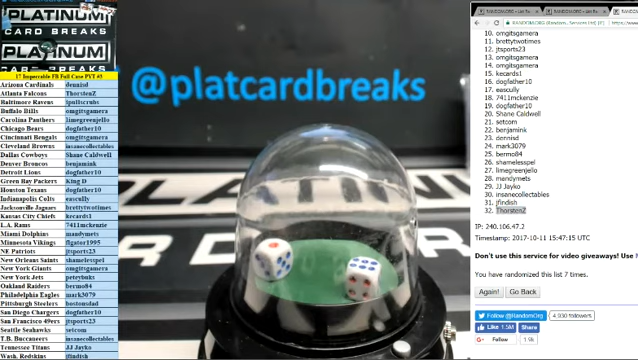 PLATINUM
CARD BREAKS
PLATINUM
CARD BREAKS
17 Impeccable FB Full Case PYT #3
Arizona Cardinals dennisd
Atlanta Falcons ThorstenZ
Baltimore Ravens
Buffalo Bills omgitsgamera
Carolina Panthers limegreenjello
Chicago Bears dogfather10
Cincinnati Bengals omgitsgamera
Cleveland Browns insanecollectables
Dallas Cowboys Shane Caldwell
Denver Broncos benjamink
Detroit Lions dogfather10
Green Bay Packers King D
Houston Texans dogfather10
Indianapolis Colts eascully
Jacksonville Jaguars brettytwotimes
Kansas City Chiefs kecards1
L.A. Rams 7411mckenzie
Miami Dolphins mandymets
Minnesota Vikings fligator1995
NE Patriots jtsports23
New Orleans Saints shamelesspel
New York Giants omgitsgamera
New York Jets peteybuks
Oakland Raiders bermo84
Philadelphia Eagles mark3079
Pittsburgh Steelers bostonsdad
San Diego Chargers dogfather10
San Francisco 49ers jtsports23
Seattle Seahawks setcom
T.B. Buccaneers insanecollectables
Tennessee Titans JJ Jayko
Wash. Redskins jfindish
@platcardbreaks
10. omgitsgamera
11. brettytwotimes
12. jtsports23
13. omgitsgamera
14. omgitsgamera
15. kecards1
16. dogfather10
17. eascully
18. 7411mckenzie
19. dogfather10
20. Shane Caldwell
21. setcom
22. benjamink
23. dennisd
24. mark3079
25. bermo84
26. shamelesspel
27. limegreenjello
28. mandymets
29. JJ Jayko
30. insanecollectables
31. jfindish
32. ThorstenZ
IP: 240.106.47.2
Timestamp: 2017-10-11 15:47:15 UTC
Don't use this service for video giveaways! Use
You have randomized this list 7 times.
Again!
Go Back
Follow @RandomOrg
4,930 followers
Like 1.5M
Share
Follow
1.9k